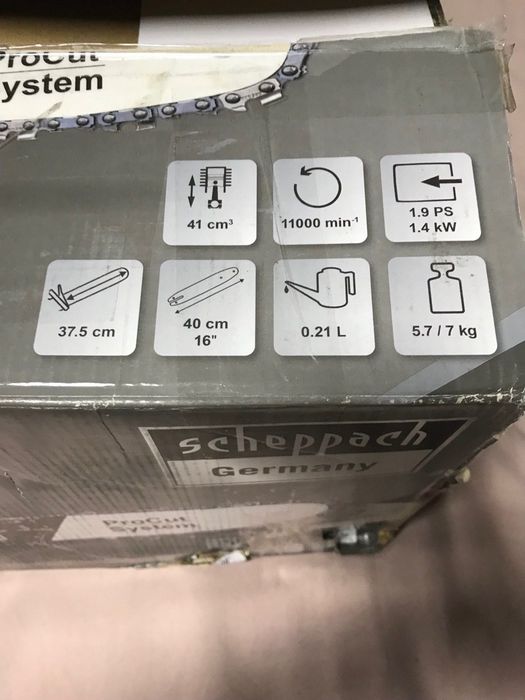 ProCut
System
41 cm³
11000 min⁻¹
1.9 PS
1.4 kW
37.5 cm
40 cm
16"
0.21 L
5.7 / 7 kg
scheppach
Germany
ProCut
System